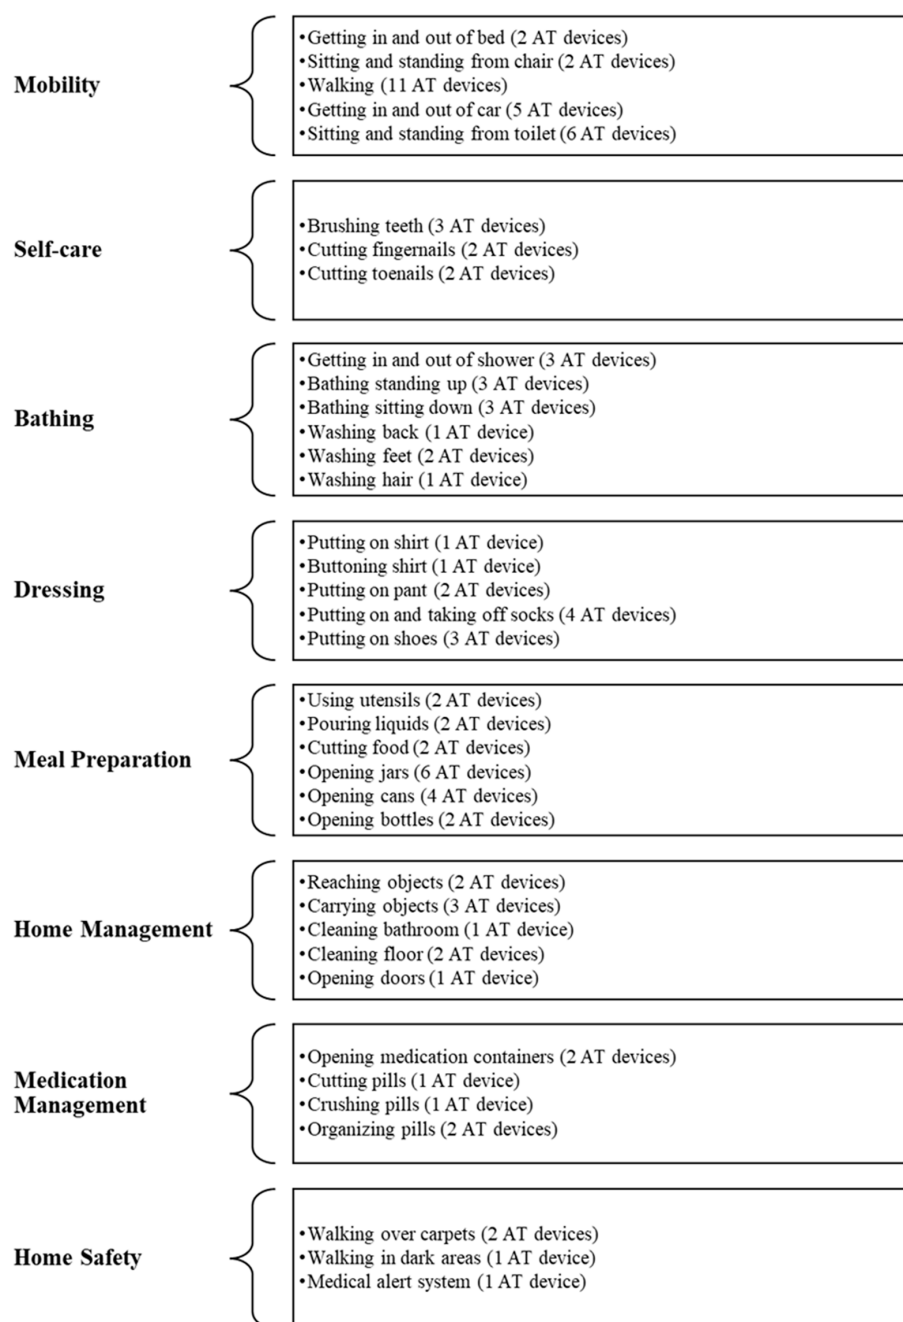 Mobility
•Getting in and out of bed (2 AT devices)
•Sitting and standing from chair (2 AT devices)
•Walking (11 AT devices)
•Getting in and out of car (5 AT devices)
•Sitting and standing from toilet (6 AT devices)
Self-care
•Brushing teeth (3 AT devices)
•Cutting fingernails (2 AT devices)
•Cutting toenails (2 AT devices)
Bathing
•Getting in and out of shower (3 AT devices)
•Bathing standing up (3 AT devices)
•Bathing sitting down (3 AT devices)
•Washing back (1 AT device)
•Washing feet (2 AT devices)
•Washing hair (1 AT device)
Dressing
•Putting on shirt (1 AT device)
•Buttoning shirt (1 AT device)
•Putting on pant (2 AT devices)
•Putting on and taking off socks (4 AT devices)
•Putting on shoes (3 AT devices)
Meal Preparation
•Using utensils (2 AT devices)
•Pouring liquids (2 AT devices)
•Cutting food (2 AT devices)
•Opening jars (6 AT devices)
•Opening cans (4 AT devices)
•Opening bottles (2 AT devices)
Home Management
•Reaching objects (2 AT devices)
•Carrying objects (3 AT devices)
•Cleaning bathroom (1 AT device)
•Cleaning floor (2 AT devices)
•Opening doors (1 AT device)
Medication
Management
•Opening medication containers (2 AT devices)
•Cutting pills (1 AT device)
•Crushing pills (1 AT device)
•Organizing pills (2 AT devices)
Home Safety
•Walking over carpets (2 AT devices)
•Walking in dark areas (1 AT device)
•Medical alert system (1 AT device)